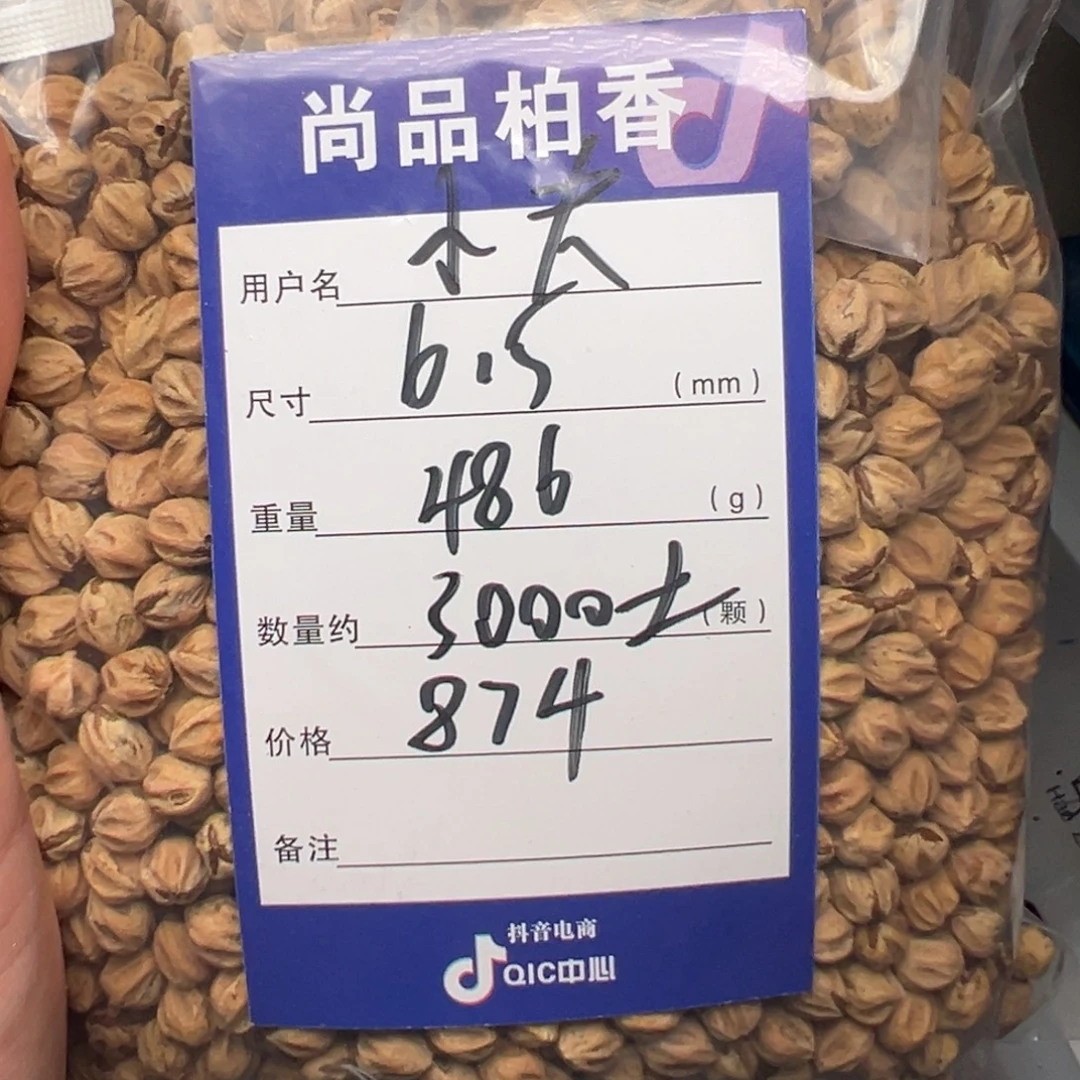 尚品柏香
用户名 小太
尺寸 6.5 (mm)
重量 486 (g)
数量约 3000± (颗)
价格 874
备注
抖音电商
QIC中心